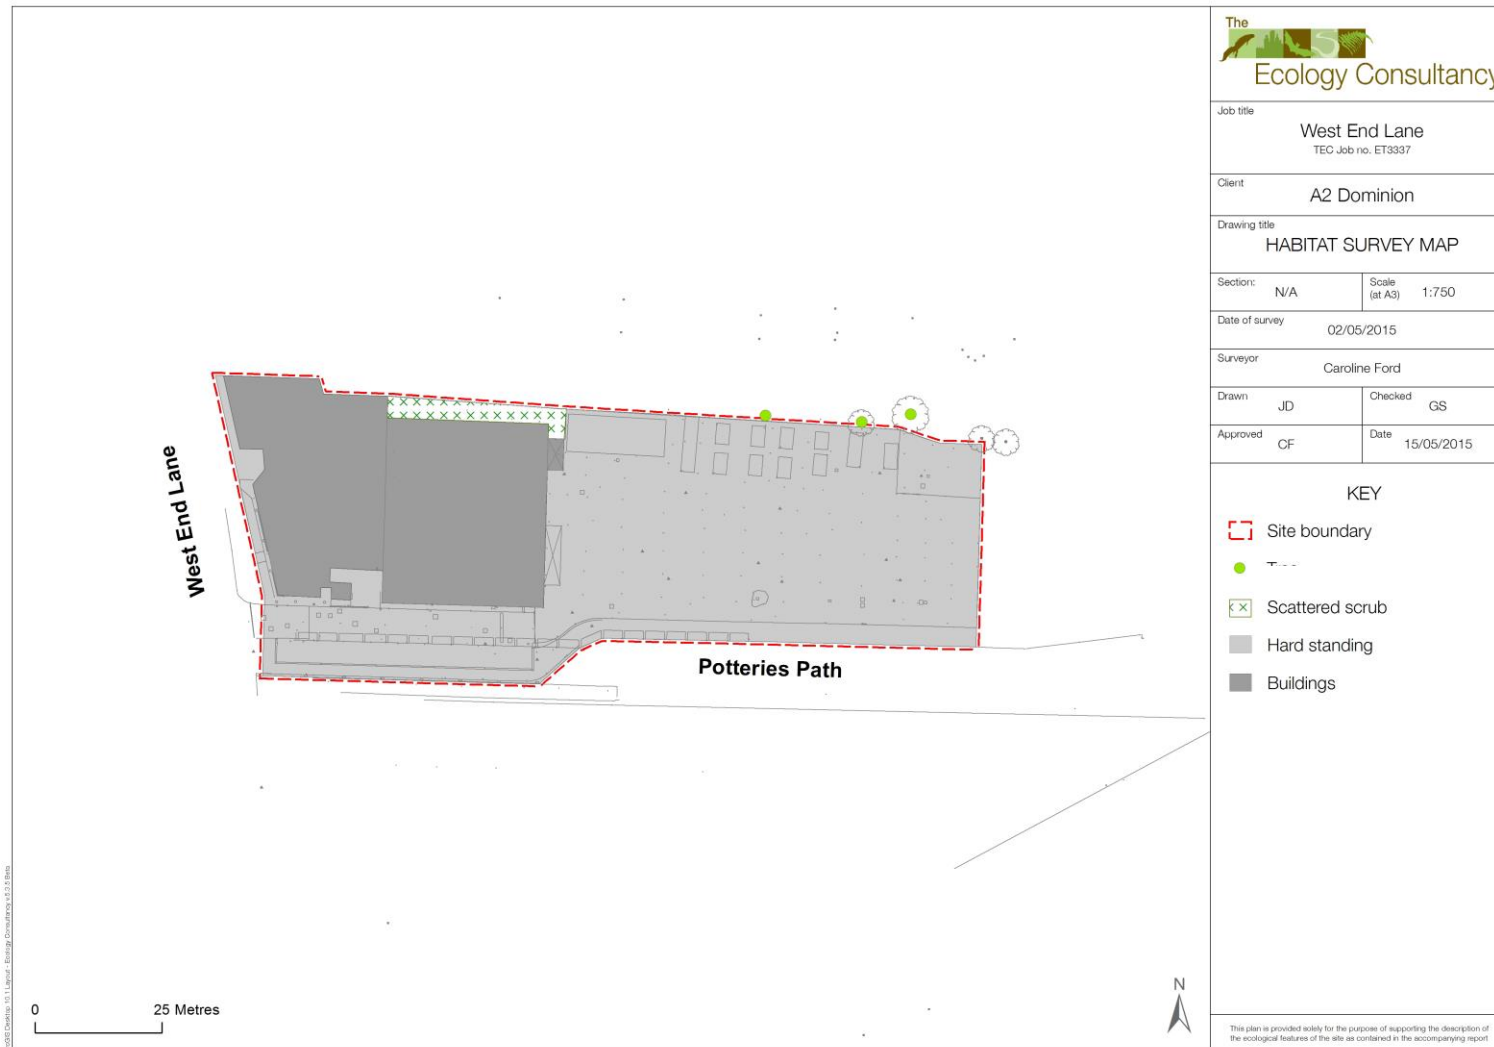 The
Ecology Consultancy
Job title
West End Lane
TEC Job no. ET3337
Client
A2 Dominion
Drawing title
HABITAT SURVEY MAP
Section:
N/A
Scale
(at A3)
1:750
Date of survey
02/05/2015
Surveyor
Caroline Ford
Drawn
JD
Checked
GS
Approved
CF
Date
15/05/2015
KEY
Site boundary
Scattered scrub
Hard standing
Buildings
West End Lane
Potteries Path
0 25 Metres
N
This plan is provided solely for the purpose of supporting the description of
the ecological features of the site as contained in the accompanying report